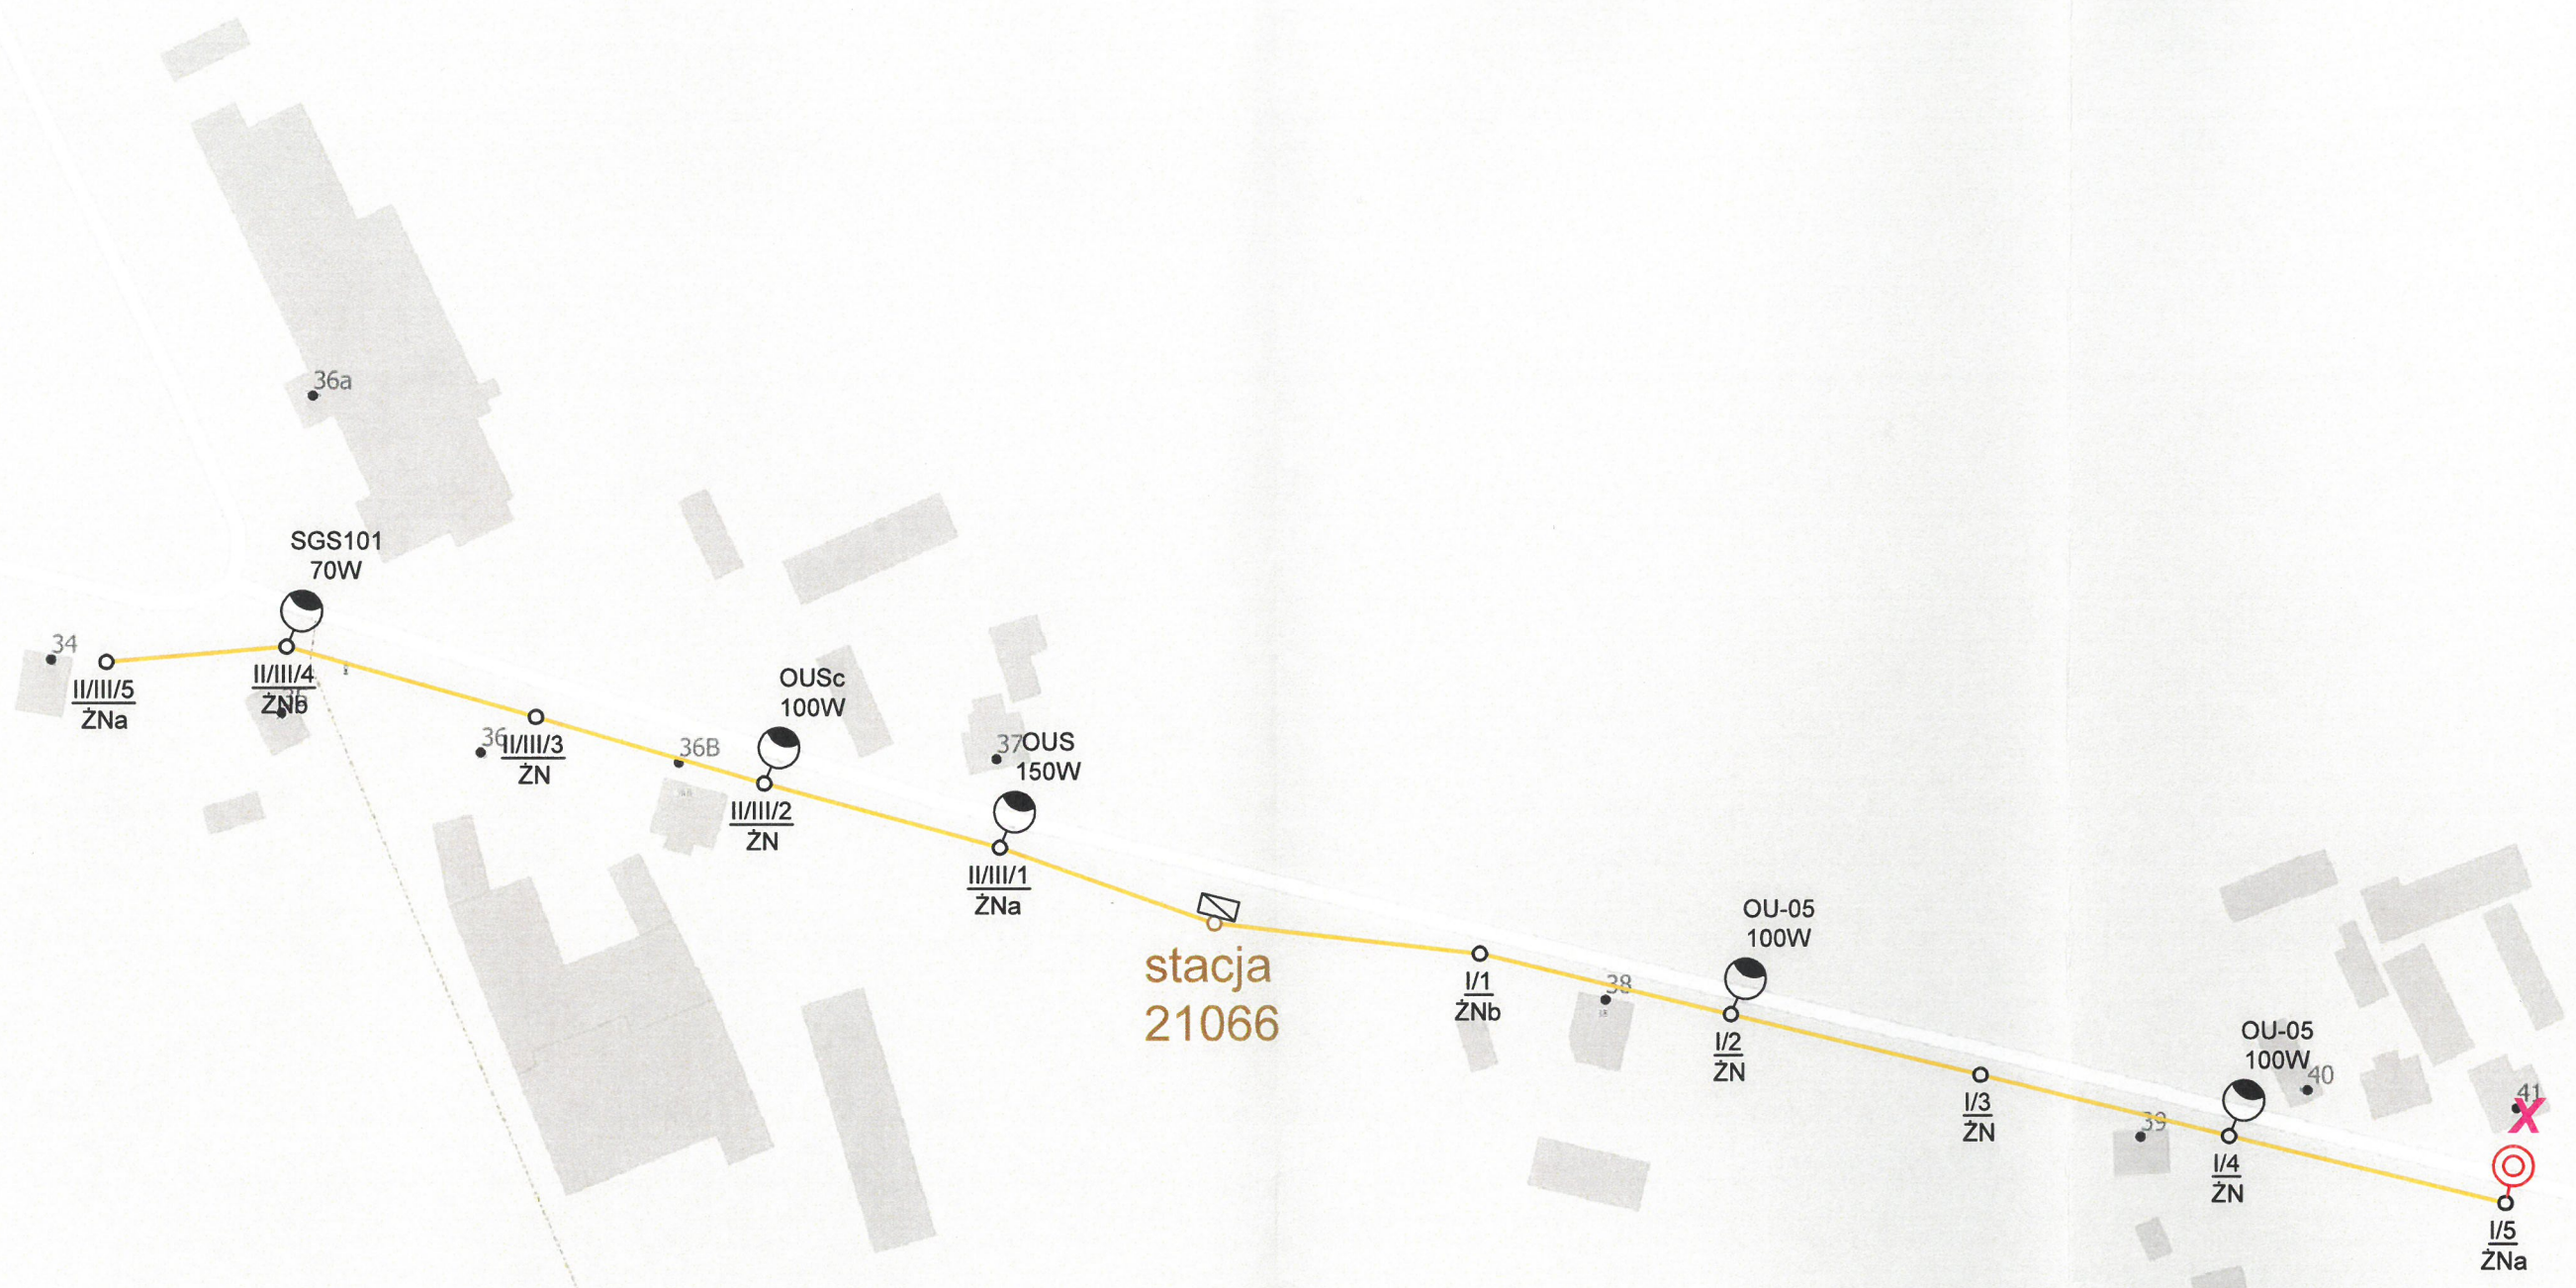 36a
SGS101
70W
34
II/III/5
ŻNa
II/III/4
ŻNb
36
II/III/3
ŻN
36B
OUSc
100W
II/III/2
ŻN
37
OUS
150W
II/III/1
ŻNa
stacja
21066
I/1
ŻNb
38
OU-05
100W
I/2
ŻN
I/3
ŻN
39
OU-05
100W
40
I/4
ŻN
41
X
I/5
ŻNa